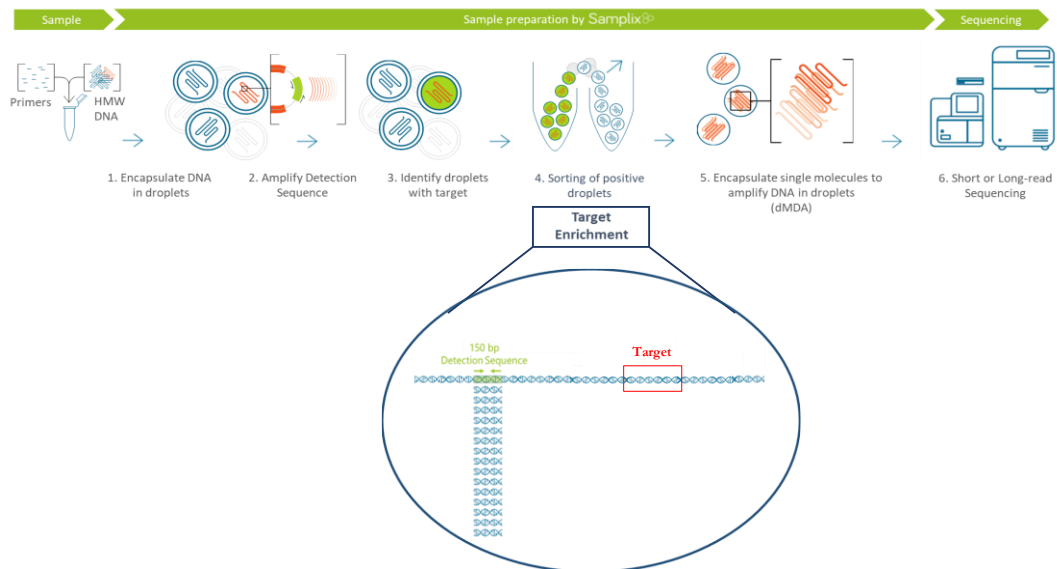 Sample
Sample preparation by Samplix
Sequencing
Primers
HMW
DNA
1. Encapsulate DNA
in droplets
2. Amplify Detection
Sequence
3. Identify droplets
with target
4. Sorting of positive
droplets
5. Encapsulate single molecules to
amplify DNA in droplets
(dMDA)
6. Short or Long-read
Sequencing
Target
Enrichment
150 bp
Detection Sequence
Target